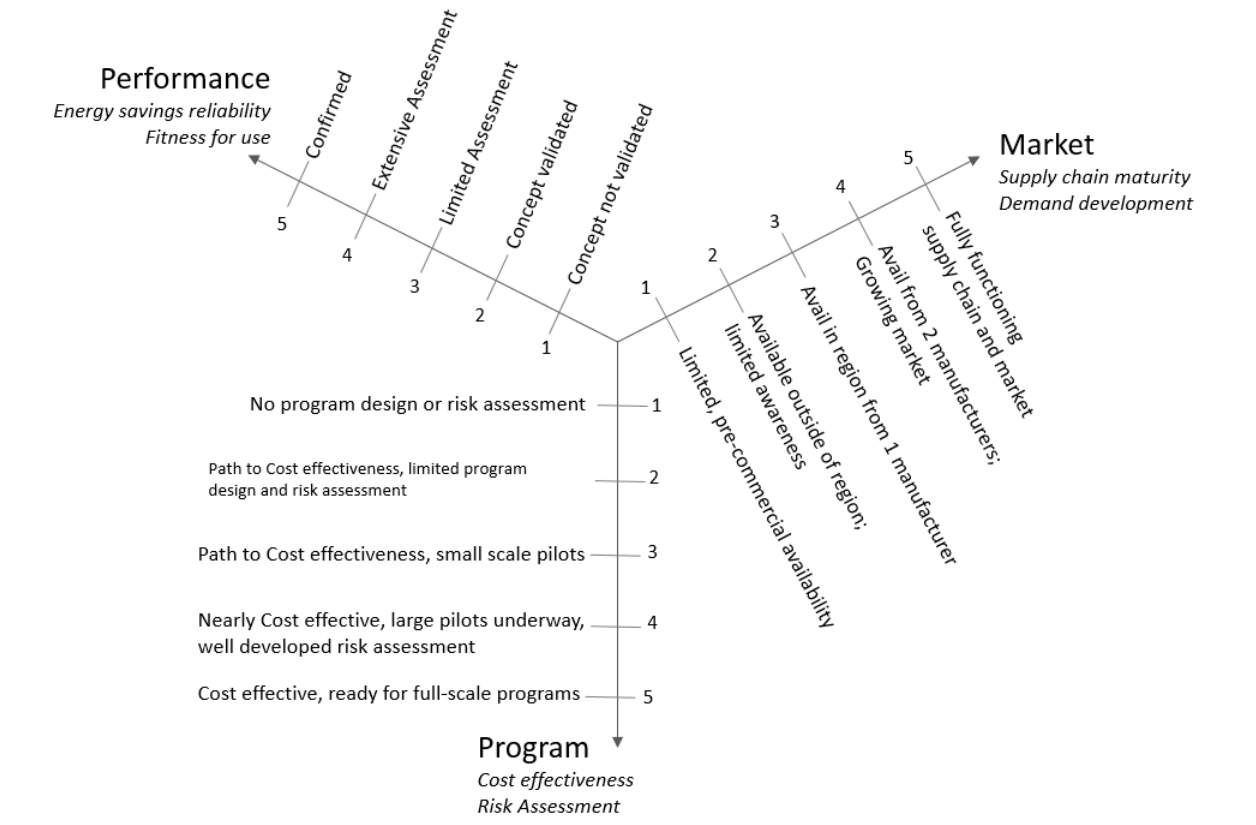 Performance
Energy savings reliability
Fitness for use
Confirmed
Extensive Assessment
Limited Assessment
Concept validated
Concept not validated
5
4
3
2
1
Market
Supply chain maturity
Demand development
1
2
3
4
5
Limited, pre-commercial availability
Available outside of region;
limited awareness
Avail in region from 1 manufacturer
Avail from 2 manufacturers;
Growing market
Fully functioning
supply chain and market
No program design or risk assessment
1
Path to Cost effectiveness, limited program
design and risk assessment
2
Path to Cost effectiveness, small scale pilots
3
Nearly Cost effective, large pilots underway,
well developed risk assessment
4
Cost effective, ready for full-scale programs
5
Program
Cost effectiveness
Risk Assessment